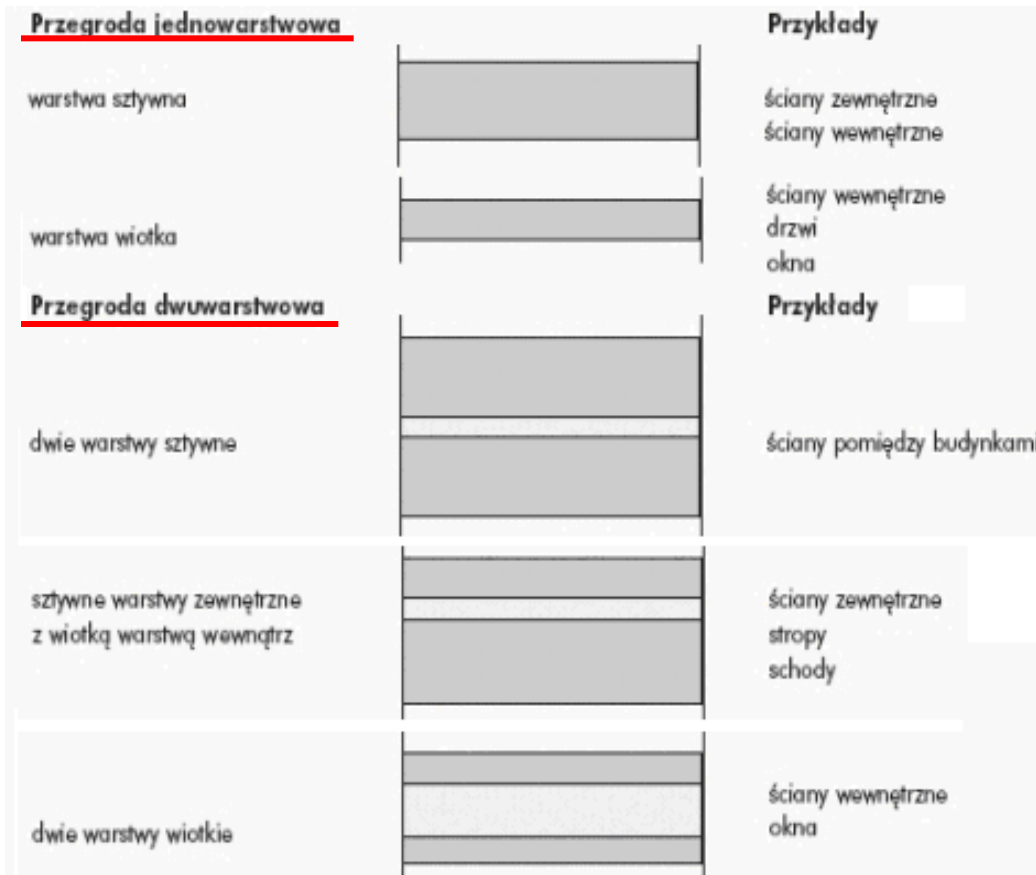 Przegroda jednowarstwowa
Przykłady
warstwa sztywna
ściany zewnętrzne
ściany wewnętrzne
warstwa wiotka
ściany wewnętrzne
drzwi
okna
Przegroda dwuwarstwowa
Przykłady
dwie warstwy sztywne
ściany pomiędzy budynkami
sztywne warstwy zewnętrzne
z wiotką warstwą wewnątrz
ściany zewnętrzne
stropy
schody
dwie warstwy wiotkie
ściany wewnętrzne
okna